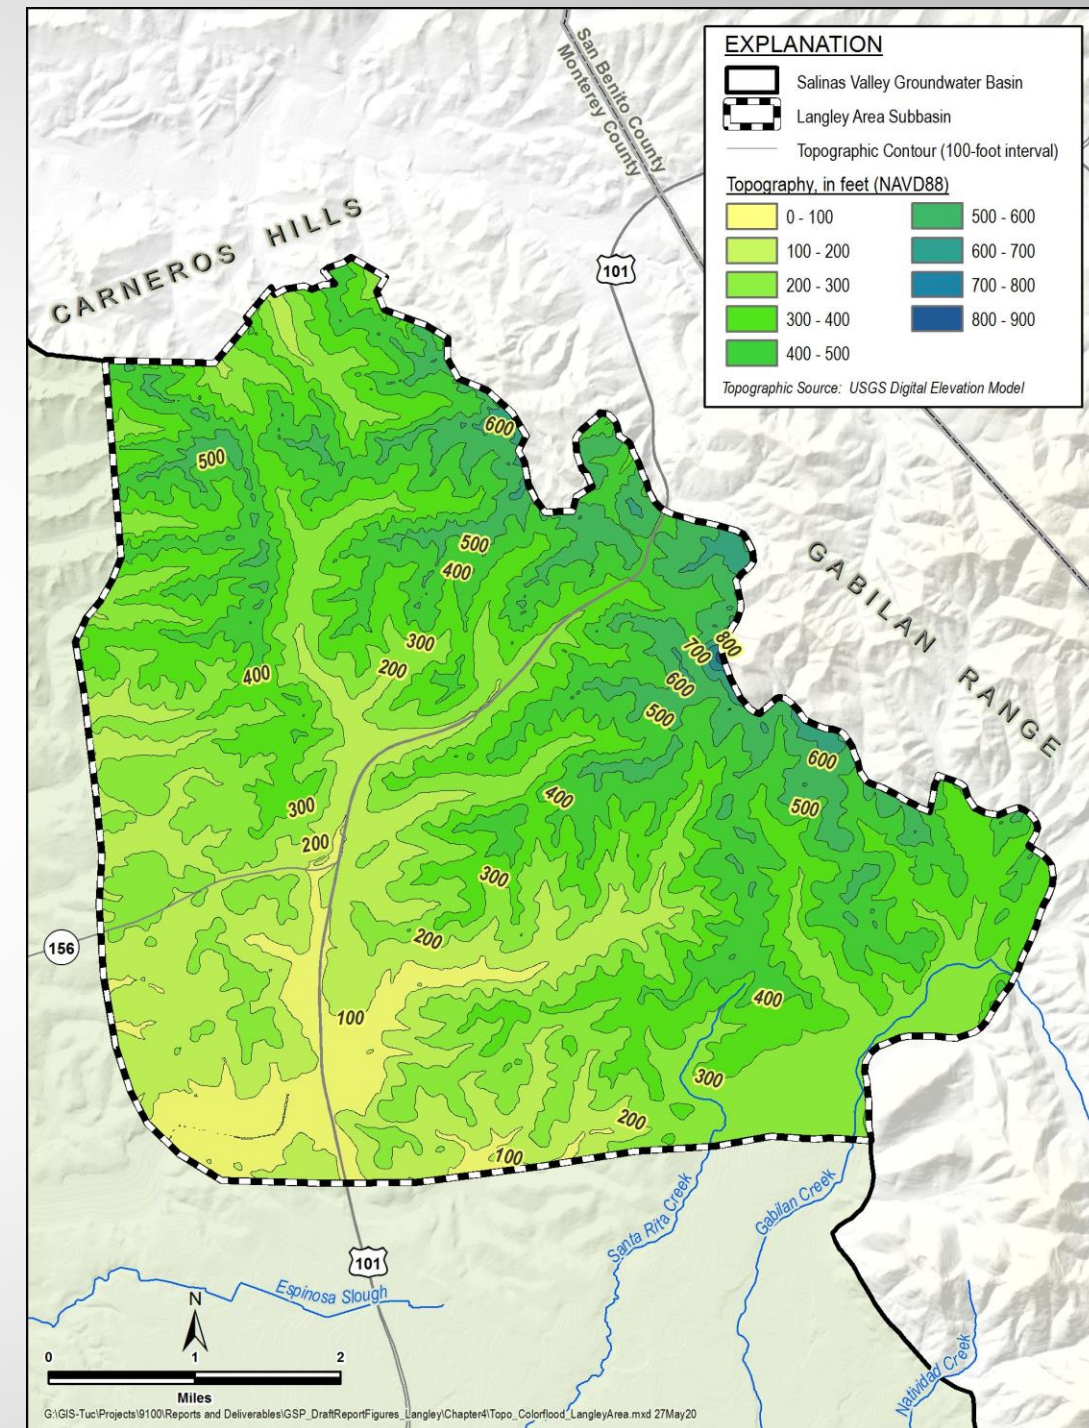 San Benito County
Monterey County
EXPLANATION
Salinas Valley Groundwater Basin
Langley Area Subbasin
Topographic Contour (100-foot interval)
Topography, in feet (NAVD88)
0 - 100
100 - 200
200 - 300
300 - 400
400 - 500
500 - 600
600 - 700
700 - 800
800 - 900
Topographic Source: USGS Digital Elevation Model
CARNEROS HILLS
101
GABILAN RANGE
600
500
500
400
300
200
400
800
700
600
500
600
500
400
300
200
300
200
156
100
400
300
200
100
Santa Rita Creek
Gabilan Creek
101
Espinosa Slough
Natividad Creek
N
0 1 2
Miles
G:\GIS-Tuc\Projects\9100\Reports and Deliverables\GSP_DraftReportFigures_Langley\Chapter4\Topo_Colorflood_LangleyArea.mxd 27May20